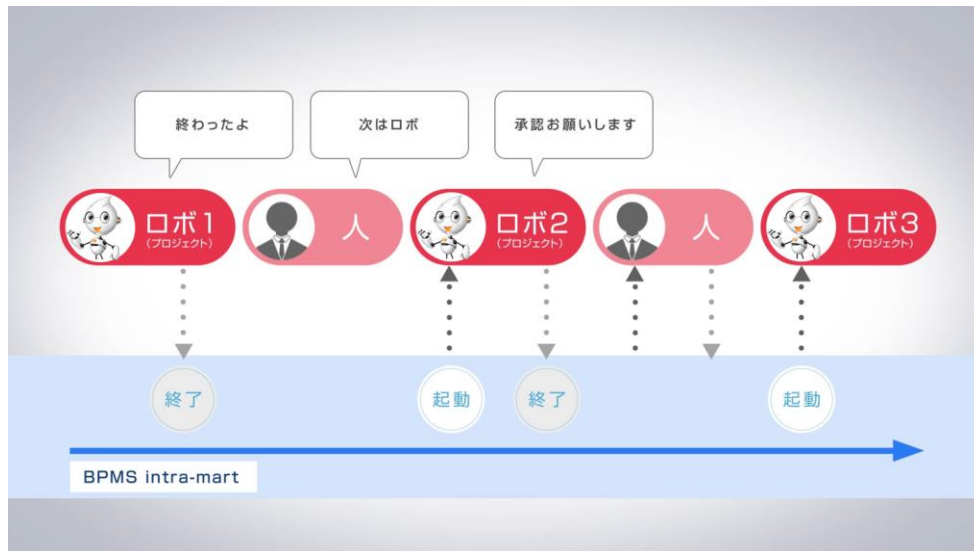 終わったよ
次はロボ
承認お願いします
ロボ1
(プロジェクト)
人
ロボ2
(プロジェクト)
人
ロボ3
(プロジェクト)
終了
起動
終了
起動
BPMS intra-mart